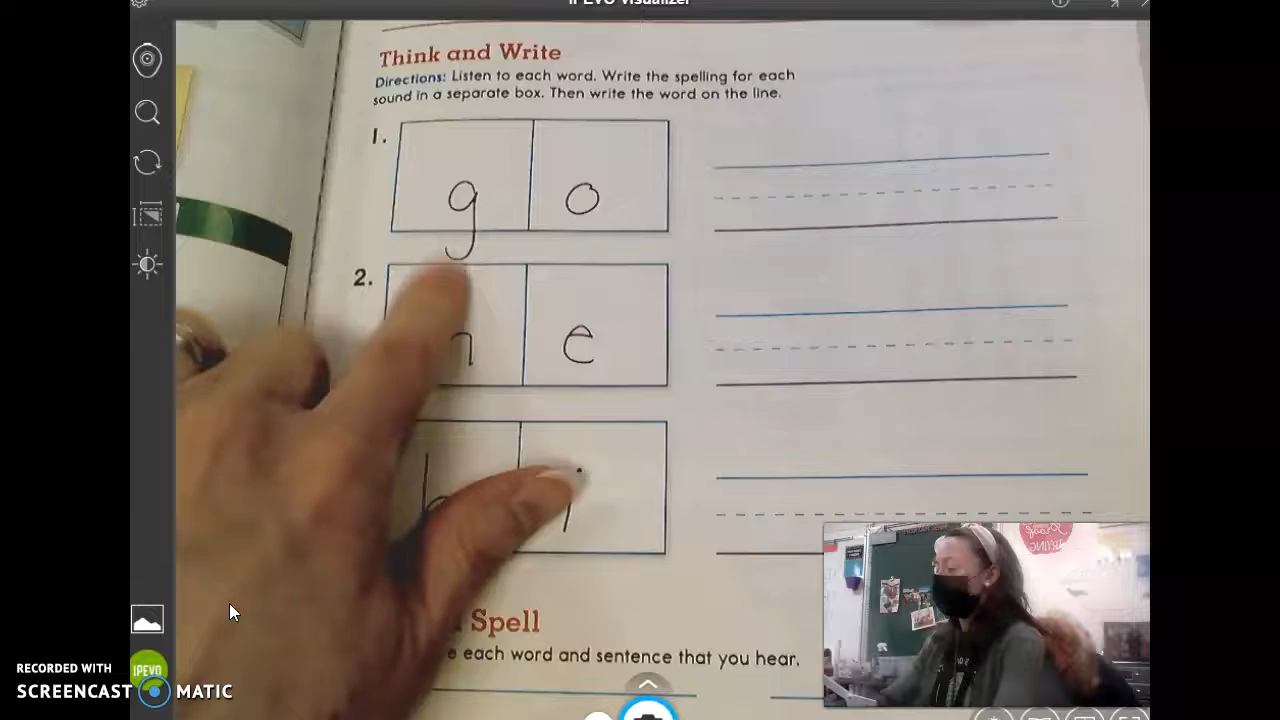 IPEVO Visualizer
Think and Write
Directions: Listen to each word. Write the spelling for each
sound in a separate box. Then write the word on the line.
1. g o
2. n e
h i
Spell
each word and sentence that you hear.
RECORDED WITH
SCREENCAST MATIC
IPEVO